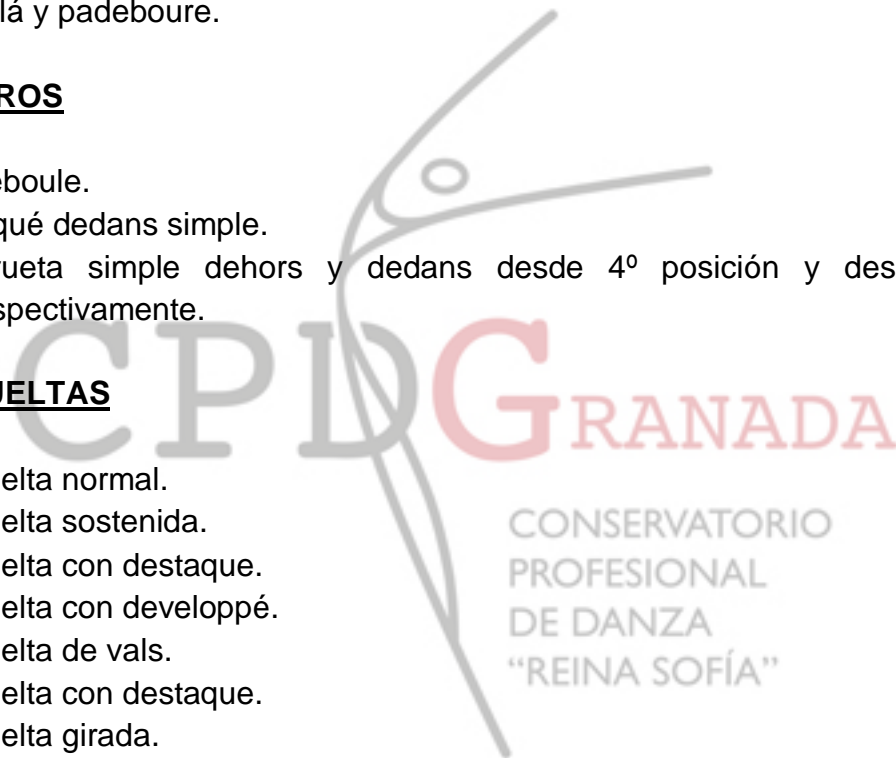 lá y padeboure.
ROS
eboule.
qué dedans simple.
rueta simple dehors y dedans desde 4º posición y des
spectivamente.
CPDGRANADA
UELTAS
elta normal.
elta sostenida.
elta con destaque.
elta con developpé.
elta de vals.
elta con destaque.
elta girada.
CONSERVATORIO
PROFESIONAL
DE DANZA
“REINA SOFÍA”